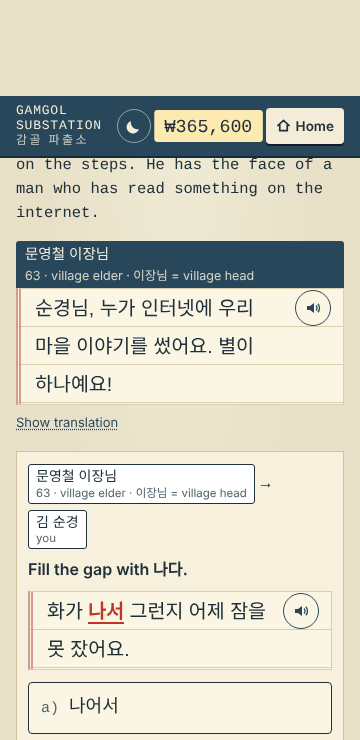 GAMGOL
SUBSTATION
감골 파출소
₩365,600
Home
on the steps. He has the face of a
man who has read something on the
internet.
문영철 이장님
63 · village elder · 이장님 = village head
순경님, 누가 인터넷에 우리
마을 이야기를 썼어요. 별이
하나예요!
Show translation
문영철 이장님
63 · village elder · 이장님 = village head
→
김 순경
you
Fill the gap with 나다.
화가 나서 그런지 어제 잠을
못 잤어요.
a) 나어서